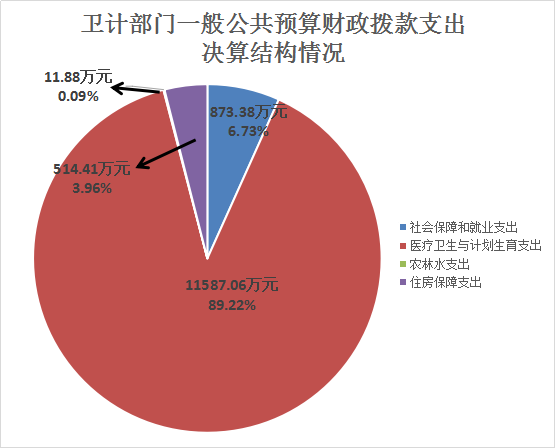 卫计部门一般公共预算财政拨款支出
决算结构情况
11.88万元
0.09%
873.38万元
6.73%
514.41万元
3.96%
11587.06万元
89.22%
社会保障和就业支出
医疗卫生与计划生育支出
农林水支出
住房保障支出